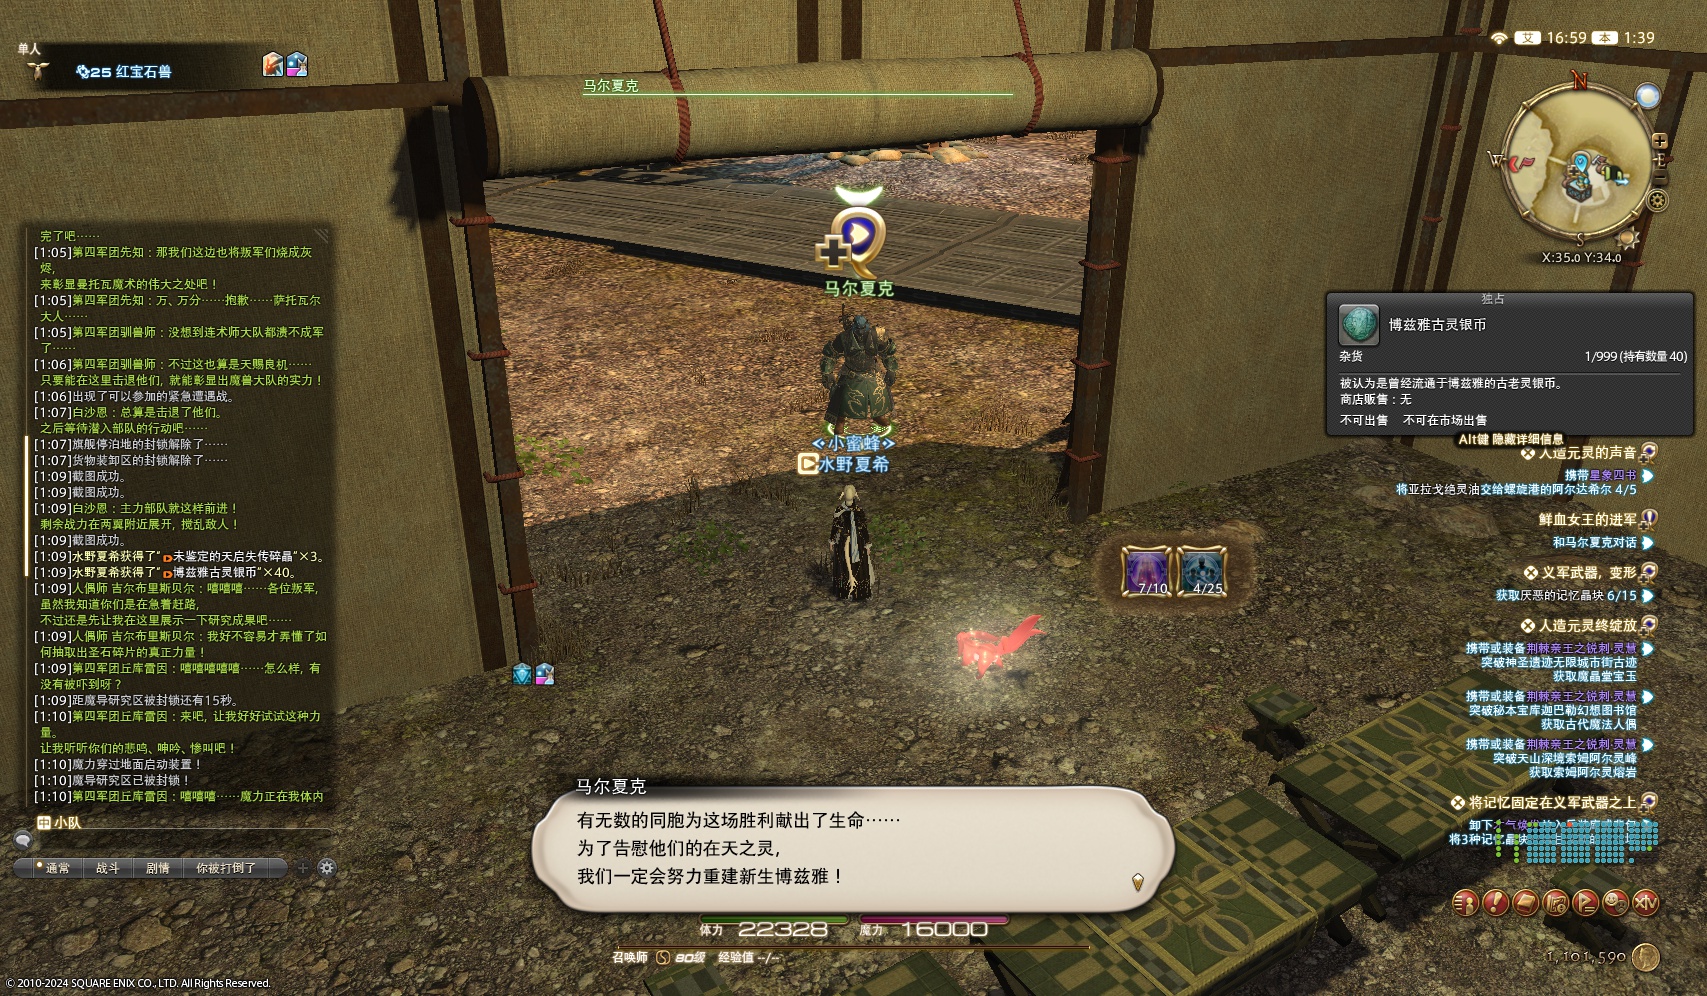 单人
25 红宝石兽
马尔夏克
艾 16:59 本 1:39
N
W
E
S
X:35.0 Y:34.0
马尔夏克
<小蜜蜂>
水野夏希
完了吧……
[1:05]第四军团先知：那我们这边也将叛军们烧成灰
烬，
来彰显曼托瓦魔术的伟大之处吧！
[1:05]第四军团先知：万、万分……抱歉……萨托瓦尔
大人……
[1:05]第四军团驯兽师：没想到连术师大队都溃不成军
了……
[1:06]第四军团驯兽师：不过这也算是天赐良机……
只要能在这里击退他们，就能彰显出魔兽大队的实力！
[1:06]出现了可以参加的紧急遭遇战。
[1:07]白沙恩：总算是击退了他们。
之后等待潜入部队的行动吧……
[1:07]旗舰停泊地的封锁解除了……
[1:07]货物装卸区的封锁解除了……
[1:09]截图成功。
[1:09]截图成功。
[1:09]白沙恩：主力部队就这样前进！
剩余战力在两翼附近展开，搅乱敌人！
[1:09]截图成功。
[1:09]水野夏希获得了“未鉴定的天启失传碎晶”×3。
[1:09]水野夏希获得了“博兹雅古灵银币”×40。
[1:09]人偶师 吉尔布里斯贝尔：嘻嘻嘻……各位叛军，
虽然我知道你们是在急着赶路，
不过还是先让我在这里展示一下研究成果吧……
[1:09]人偶师 吉尔布里斯贝尔：我好不容易才弄懂了如
何抽取出圣石碎片的真正力量！
[1:09]第四军团丘库雷因：嘻嘻嘻嘻嘻……怎么样，有
没有被吓到呀？
[1:09]距魔导研究区被封锁还有15秒。
[1:10]第四军团丘库雷因：来吧，让我好好试试这种力
量。
让我听听你们的悲鸣、呻吟、惨叫吧！
[1:10]魔力穿过地面启动装置！
[1:10]魔导研究区已被封锁！
[1:10]第四军团丘库雷因：嘻嘻嘻……魔力正在我体内
小队
通常 战斗 剧情 你被打倒了
独占
博兹雅古灵银币
杂货 1/999 (持有数量 40)
被认为是曾经流通于博兹雅的古老灵银币。
商店贩售：无
不可出售 不可在市场出售
Alt键 隐藏详细信息
人造元灵的声音
携带星象四书
将亚拉戈绝灵油交给螺旋港的阿尔达希尔 4/5
鲜血女王的进军
和马尔夏克对话
义军武器，变形
获取厌恶的记忆晶块 6/15
人造元灵终绽放
携带或装备荆棘亲王之锐刺·灵慧
突破神圣遗迹无限城市街古迹
获取魔晶堂宝玉
携带或装备荆棘亲王之锐刺·灵慧
突破秘本宝库迦巴勒幻想图书馆
获取古代魔法人偶
携带或装备荆棘亲王之锐刺·灵慧
突破天山深境索姆阿尔灵峰
获取索姆阿尔灵熔岩
将记忆固定在义军武器之上
卸下
将3种记忆晶块
7/10 4/25
马尔夏克
有无数的同胞为这场胜利献出了生命……
为了告慰他们的在天之灵，
我们一定会努力重建新生博兹雅！
体力 22328 魔力 16000
召唤师 80级 经验值 --/--
XIV
1,101,590
© 2010-2024 SQUARE ENIX CO., LTD. All Rights Reserved.